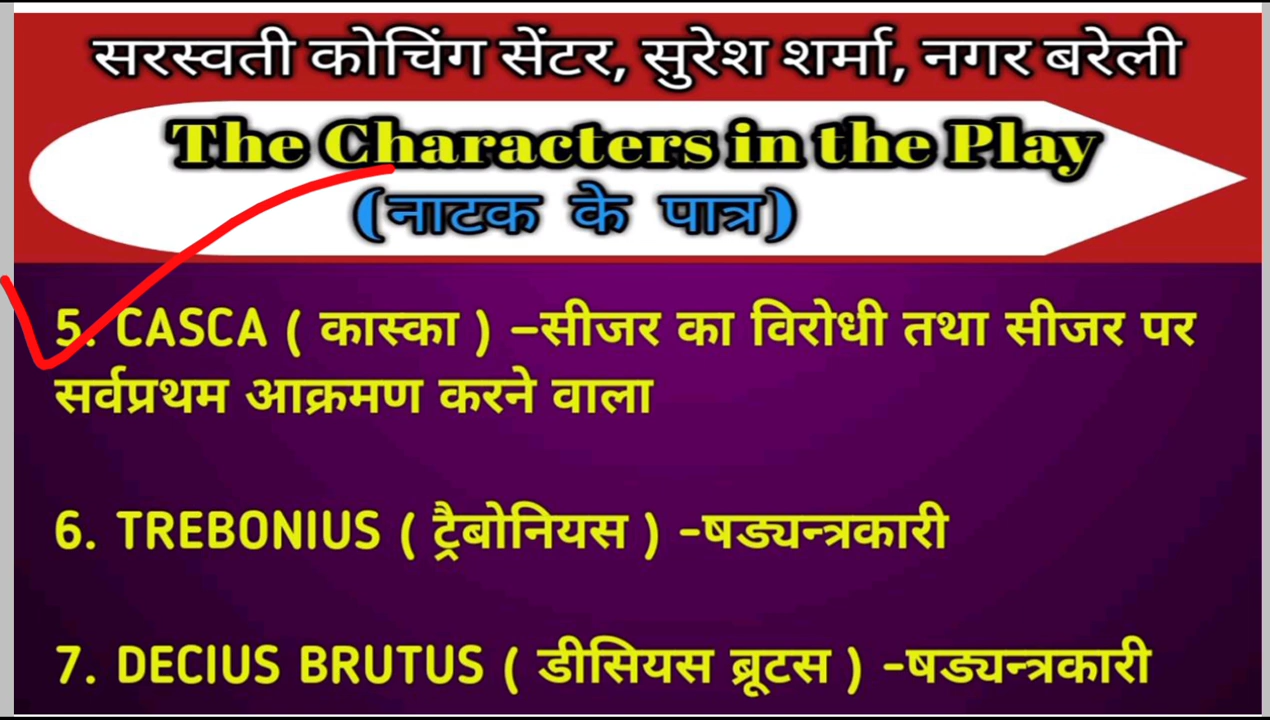 सरस्वती कोचिंग सेंटर, सुरेश शर्मा, नगर बरेली
The Characters in the Play
(नाटक के पात्र)
5. CASCA ( कास्का ) –सीजर का विरोधी तथा सीजर पर
सर्वप्रथम आक्रमण करने वाला
6. TREBONIUS ( ट्रैबोनियस ) -षड्यन्त्रकारी
7. DECIUS BRUTUS ( डीसियस ब्रूटस ) -षड्यन्त्रकारी